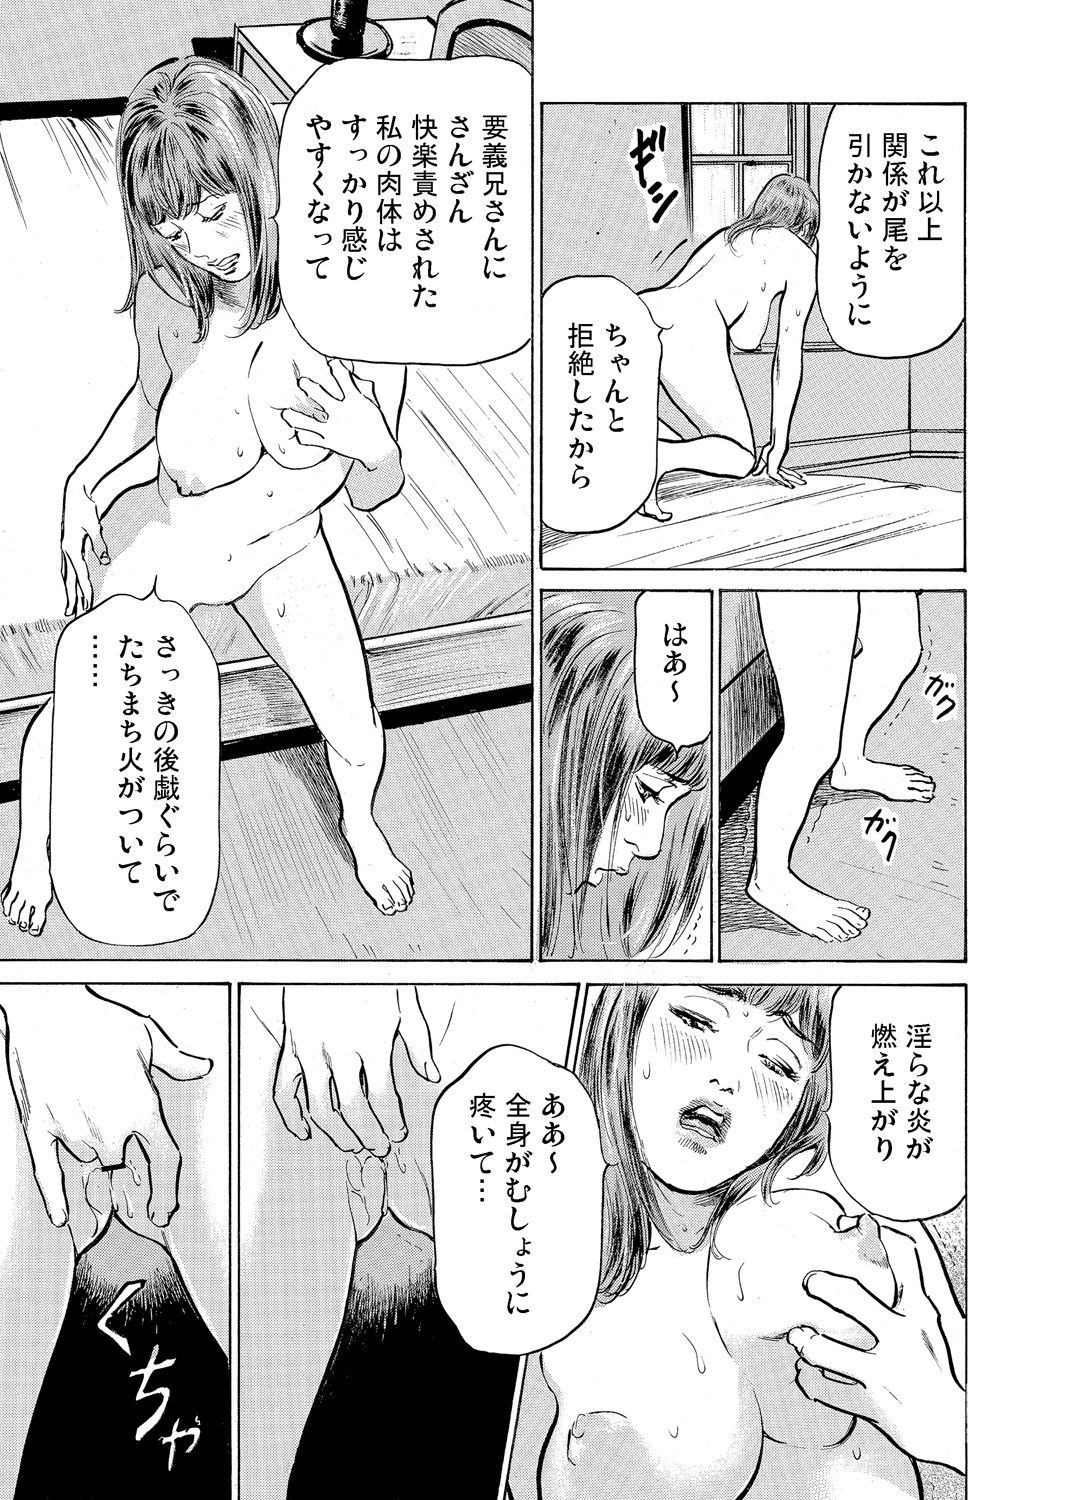 これ以上
関係が尾を
引かないように
ギシ
ちゃんと
拒絶したから
ガク
ガク
はあ～
要義兄さんに
さんざん
快楽責めされた
私の肉体は
すっかり感じ
やすくなって
さっきの後戯ぐらいで
たちまち火がついて
……
淫らな炎が
燃え上がり
ああ～
全身がむしょうに
疼いて…
くちゃ